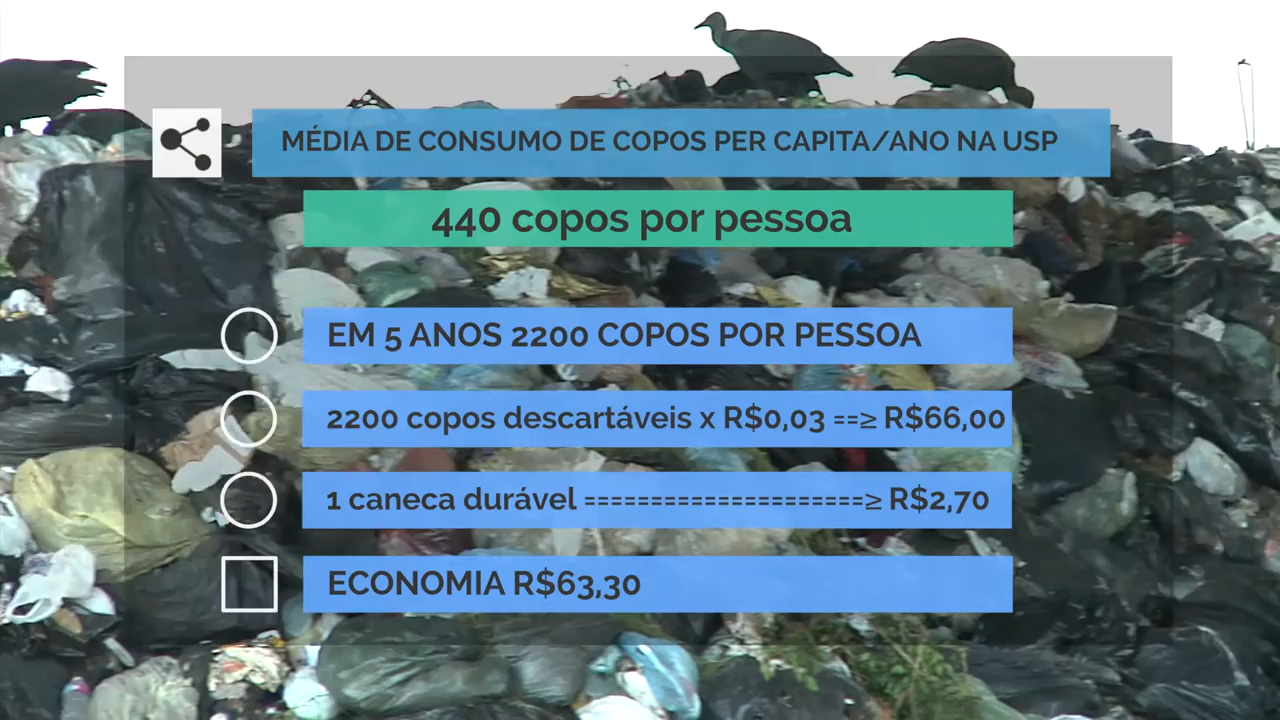 MÉDIA DE CONSUMO DE COPOS PER CAPITA/ANO NA USP
440 copos por pessoa
EM 5 ANOS 2200 COPOS POR PESSOA
2200 copos descartáveis x R$0,03 ==≥ R$66,00
1 caneca durável =====================≥ R$2,70
ECONOMIA R$63,30